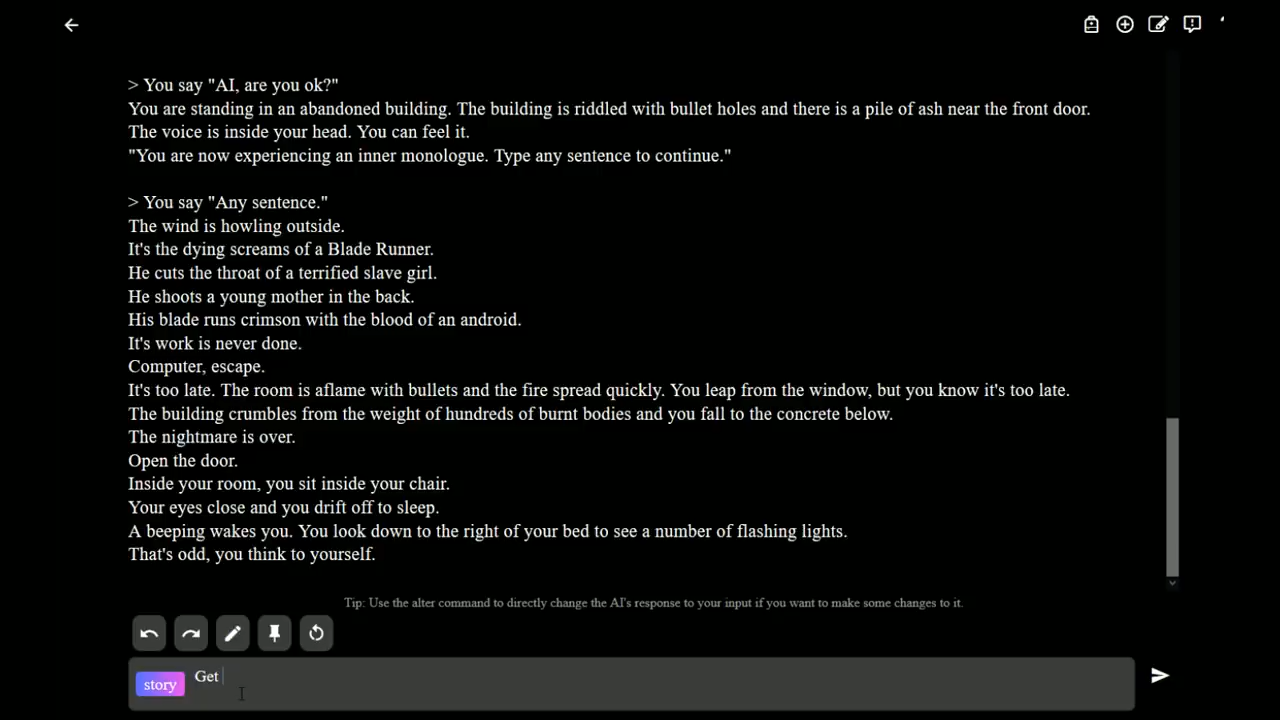 > You say "AI, are you ok?"
You are standing in an abandoned building. The building is riddled with bullet holes and there is a pile of ash near the front door.
The voice is inside your head. You can feel it.
"You are now experiencing an inner monologue. Type any sentence to continue."
> You say "Any sentence."
The wind is howling outside.
It's the dying screams of a Blade Runner.
He cuts the throat of a terrified slave girl.
He shoots a young mother in the back.
His blade runs crimson with the blood of an android.
It's work is never done.
Computer, escape.
It's too late. The room is aflame with bullets and the fire spread quickly. You leap from the window, but you know it's too late.
The building crumbles from the weight of hundreds of burnt bodies and you fall to the concrete below.
The nightmare is over.
Open the door.
Inside your room, you sit inside your chair.
Your eyes close and you drift off to sleep.
A beeping wakes you. You look down to the right of your bed to see a number of flashing lights.
That's odd, you think to yourself.
Tip: Use the alter command to directly change the AI's response to your input if you want to make some changes to it.
story Get